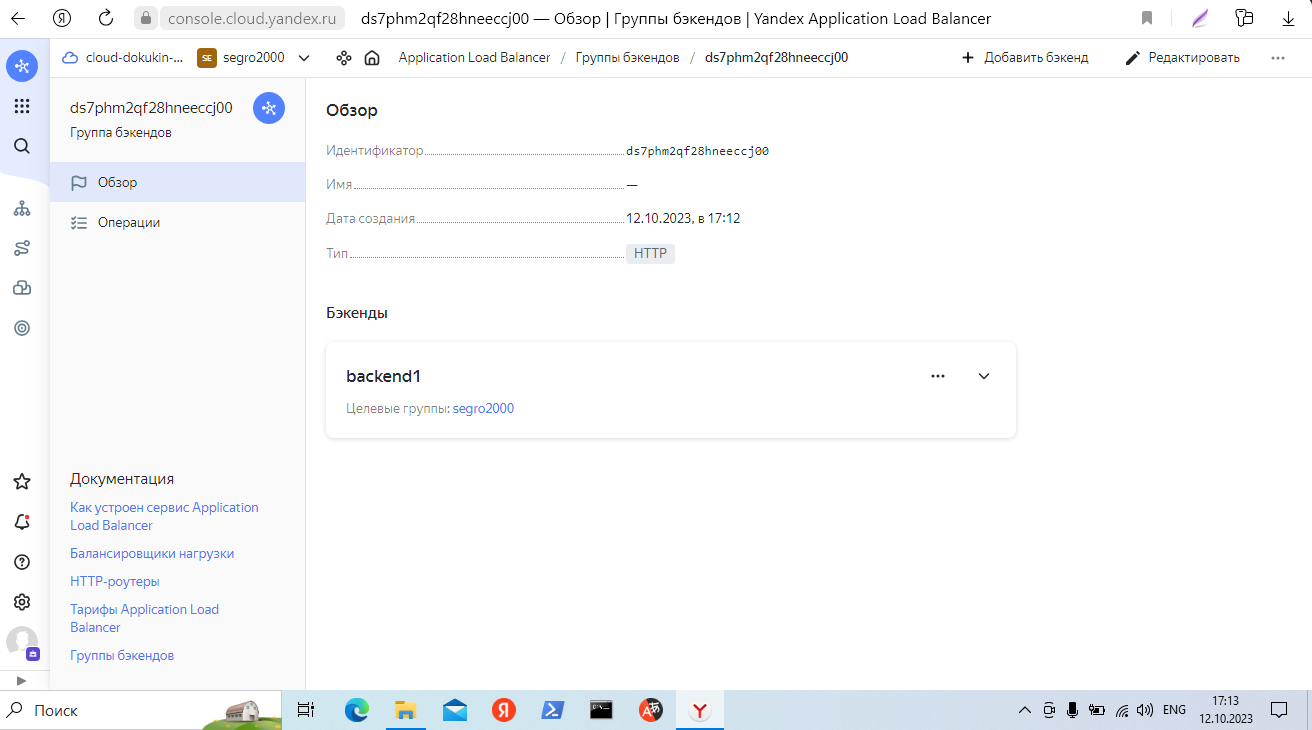 console.cloud.yandex.ru
ds7phm2qf28hneeccj00 — Обзор | Группы бэкендов | Yandex Application Load Balancer
cloud-dokukin-...
SE
segro2000
Application Load Balancer / Группы бэкендов / ds7phm2qf28hneeccj00
Добавить бэкенд
Редактировать
ds7phm2qf28hneeccj00
Группа бэкендов
Обзор
Операции
Документация
Как устроен сервис Application
Load Balancer
Балансировщики нагрузки
HTTP-роутеры
Тарифы Application Load
Balancer
Группы бэкендов
Обзор
Идентификатор ds7phm2qf28hneeccj00
Имя —
Дата создания 12.10.2023, в 17:12
Тип HTTP
Бэкенды
backend1
Целевые группы: segro2000
Поиск
ENG
17:13
12.10.2023